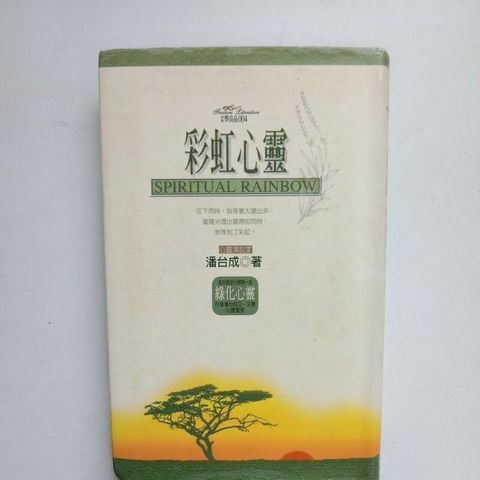 文學良品004
彩虹心靈
SPIRITUAL RAINBOW
在下雨時，我等著太陽出來，
當陽光透出雲際的同時，
我等到了彩虹！
潘台成◎著
綠化心靈